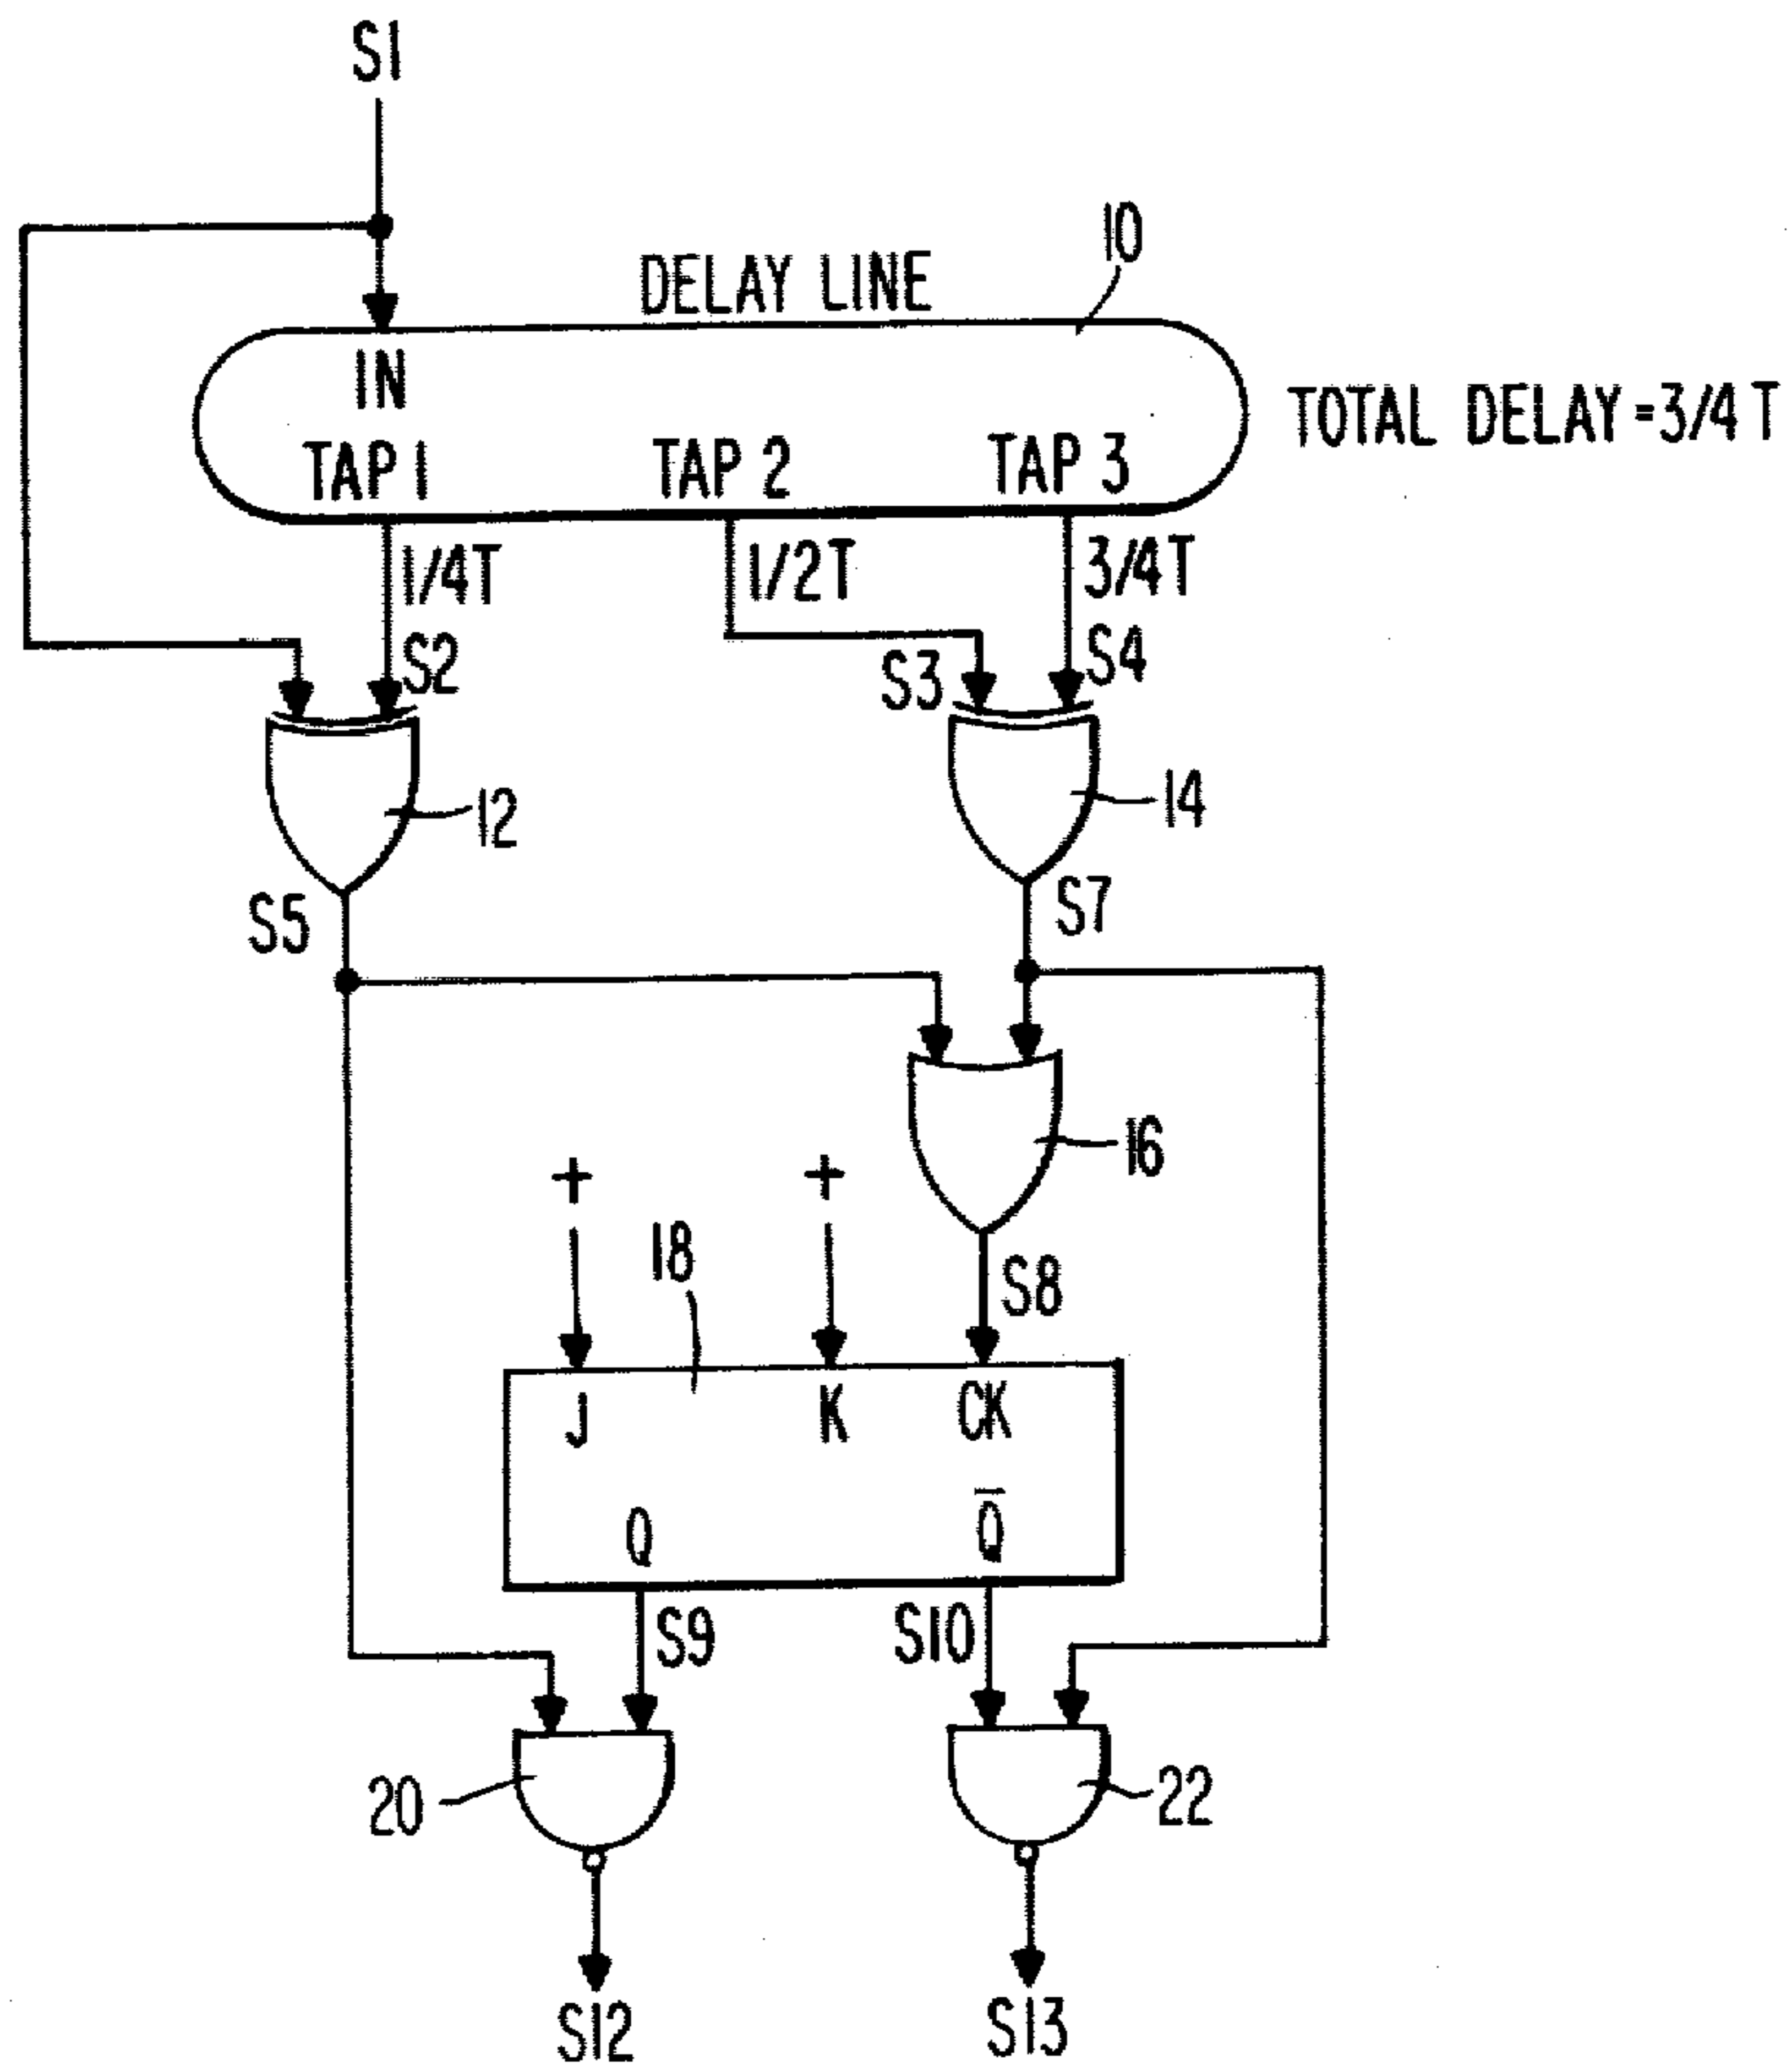 S1
10
DELAY LINE
IN
TOTAL DELAY=3/4 T
TAP 1 TAP 2 TAP 3
1/4T 1/2T 3/4T
S2 S3 S4
12 14
S5 S7
16
+ +
18 S8
J K CK
Q Q̅
S9 S10
20 22
S12 S13